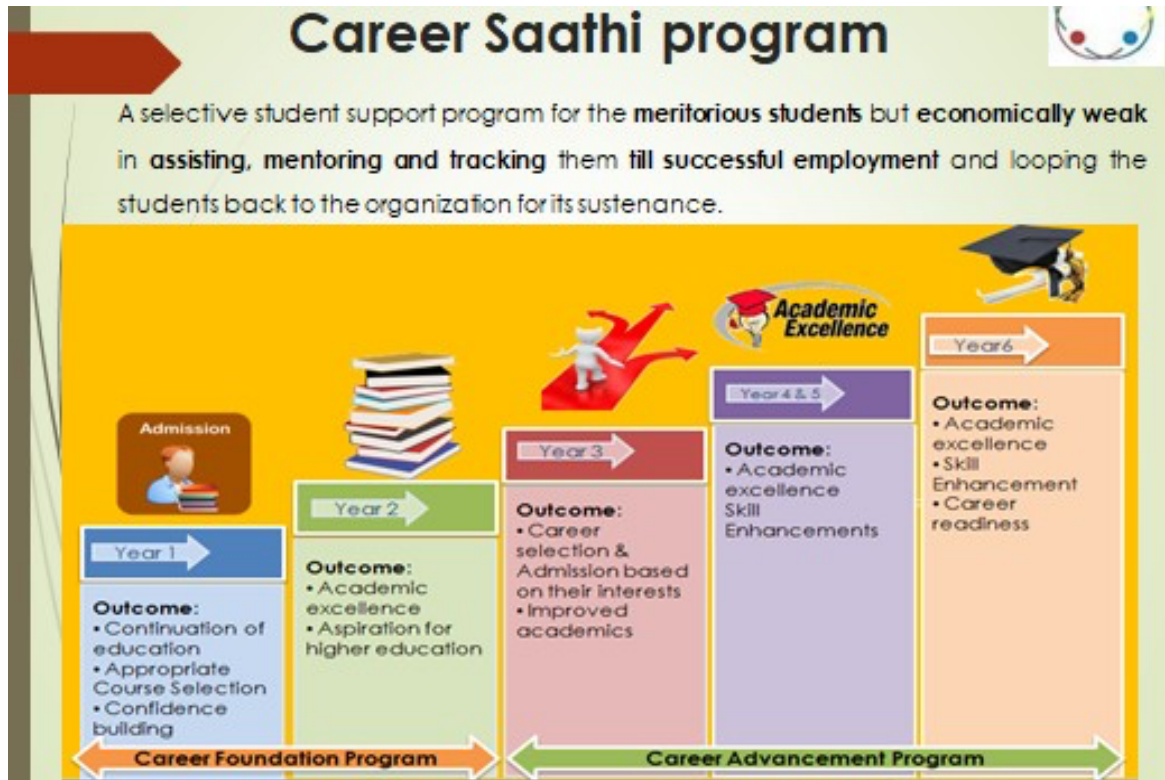 Career Saathi program
A selective student support program for the meritorious students but economically weak
in assisting, mentoring and tracking them till successful employment and looping the
students back to the organization for its sustenance.
Admission
Year 1
Outcome:
• Continuation of
education
• Appropriate
Course Selection
• Confidence
building
Year 2
Outcome:
• Academic
excellence
• Aspiration for
higher education
Year 3
Outcome:
• Career
selection &
Admission based
on their interests
• Improved
academics
Academic
Excellence
Year 4 & 5
Outcome:
• Academic
excellence
Skill
Enhancements
Year6
Outcome:
• Academic
excellence
• Skill
Enhancement
• Career
readiness
Career Foundation Program
Career Advancement Program